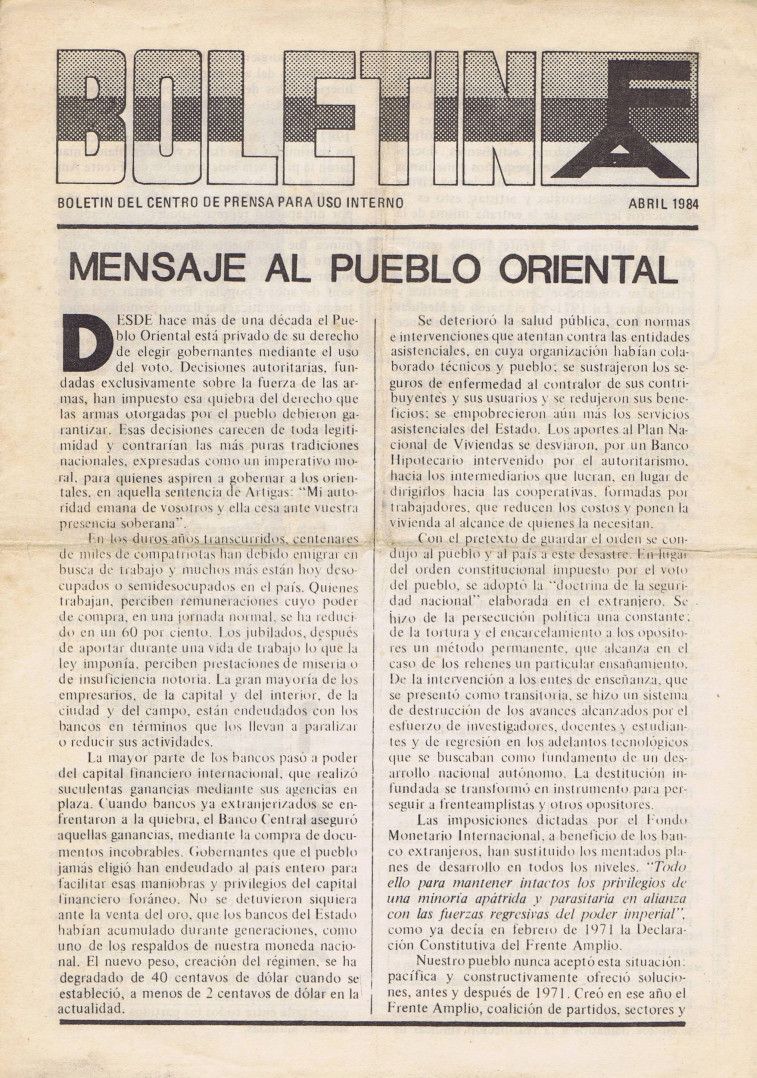 BOLETIN FA
BOLETIN DEL CENTRO DE PRENSA PARA USO INTERNO
ABRIL 1984
MENSAJE AL PUEBLO ORIENTAL
DESDE hace más de una década el Pue-
blo Oriental está privado de su derecho
de elegir gobernantes mediante el uso
del voto. Decisiones autoritarias, fun-
dadas exclusivamente sobre la fuerza de las ar-
mas, han impuesto esa quiebra del derecho que
las armas otorgadas por el pueblo debieron ga-
rantizar. Esas decisiones carecen de toda legiti-
midad y contrarían las más puras tradiciones
nacionales, expresadas como un imperativo mo-
ral, para quienes aspiren a gobernar a los orien-
tales, en aquella sentencia de Artigas: “Mi auto-
ridad emana de vosotros y ella cesa ante vuestra
presencia soberana”.
En los duros años transcurridos, centenares
de miles de compatriotas han debido emigrar en
busca de trabajo y muchos más están hoy deso-
cupados o semidesocupados en el país. Quienes
trabajan, perciben remuneraciones cuyo poder
de compra, en una jornada normal, se ha reduci-
do en un 60 por ciento. Los jubilados, después
de aportar durante una vida de trabajo lo que la
ley imponía, perciben prestaciones de miseria o
de insuficiencia notoria. La gran mayoría de los
empresarios, de la capital y del interior, de la
ciudad y del campo, están endeudados con los
bancos en términos que los llevan a paralizar
o reducir sus actividades.
La mayor parte de los bancos pasó a poder
del capital financiero internacional, que realizó
suculentas ganancias mediante sus agencias en
plaza. Cuando bancos ya extranjerizados se en-
frentaron a la quiebra, el Banco Central aseguró
aquellas ganancias, mediante la compra de docu-
mentos incobrables. Gobernantes que el pueblo
jamás eligió han endeudado al país entero para
facilitar esas maniobras y privilegios del capital
financiero foráneo. No se detuvieron siquiera
ante la venta del oro, que los bancos del Estado
habían acumulado durante generaciones, como
uno de los respaldos de nuestra moneda nacio-
nal. El nuevo peso, creación del régimen, se ha
degradado de 40 centavos de dólar cuando se
estableció, a menos de 2 centavos de dólar en la
actualidad.
Se deterioró la salud pública, con normas
e intervenciones que atentan contra las entidades
asistenciales, en cuya organización habían cola-
borado técnicos y pueblo; se sustrajeron los se-
guros de enfermedad al contralor de sus contri-
buyentes y sus usuarios y se redujeron sus bene-
ficios; se empobrecieron aún más los servicios
asistenciales del Estado. Los aportes al Plan Na-
cional de Viviendas se desviaron, por un Banco
Hipotecario intervenido por el autoritarismo,
hacia los intermediarios que lucran, en lugar de
dirigirlos hacia las cooperativas, formadas por
trabajadores, que reducen los costos y ponen la
vivienda al alcance de quienes la necesitan.
Con el pretexto de guardar el orden se con-
dujo al pueblo y al país a este desastre. En lugar
del orden constitucional impuesto por el voto
del pueblo, se adoptó la “doctrina de la seguri-
dad nacional” elaborada en el extranjero. Se
hizo de la persecución política una constante;
de la tortura y el encarcelamiento a los oposito-
res un método permanente, que alcanza en el
caso de los rehenes un particular ensañamiento.
De la intervención a los entes de enseñanza, que
se presentó como transitoria, se hizo un sistema
de destrucción de los avances alcanzados por el
esfuerzo de investigadores, docentes y estudian-
tes y de regresión en los adelantos tecnológicos
que se buscaban como fundamento de un des-
arrollo nacional autónomo. La destitución in-
fundada se transformó en instrumento para per-
seguir a frenteamplistas y otros opositores.
Las imposiciones dictadas por el Fondo
Monetario Internacional, a beneficio de los ban-
co extranjeros, han sustituido los mentados pla-
nes de desarrollo en todos los niveles. “Todo
ello para mantener intactos los privilegios de
una minoría apátrida y parasitaria en alianza
con las fuerzas regresivas del poder imperial”,
como ya decía en febrero de 1971 la Declara-
ción Constitutiva del Frente Amplio.
Nuestro pueblo nunca aceptó esta situación:
pacífica y constructivamente ofreció solucio-
nes, antes y después de 1971. Creó en ese año el
Frente Amplio, coalición de partidos, sectores y